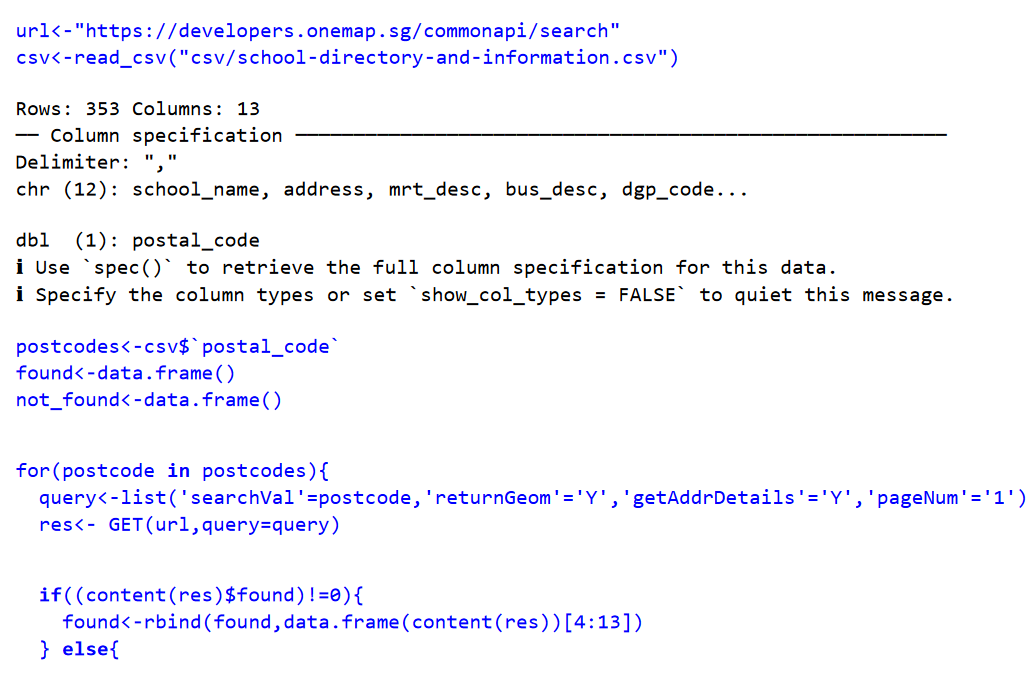 url<-"https://developers.onemap.sg/commonapi/search"
csv<-read_csv("csv/school-directory-and-information.csv")
Rows: 353 Columns: 13
── Column specification ────────────────────────────────────────────────────────
Delimiter: ","
chr (12): school_name, address, mrt_desc, bus_desc, dgp_code...
dbl  (1): postal_code
ℹ Use `spec()` to retrieve the full column specification for this data.
ℹ Specify the column types or set `show_col_types = FALSE` to quiet this message.
postcodes<-csv$`postal_code`
found<-data.frame()
not_found<-data.frame()
for(postcode in postcodes){
  query<-list('searchVal'=postcode,'returnGeom'='Y','getAddrDetails'='Y','pageNum'='1')
  res<- GET(url,query=query)
  if((content(res)$found)!=0){
    found<-rbind(found,data.frame(content(res))[4:13])
  } else{